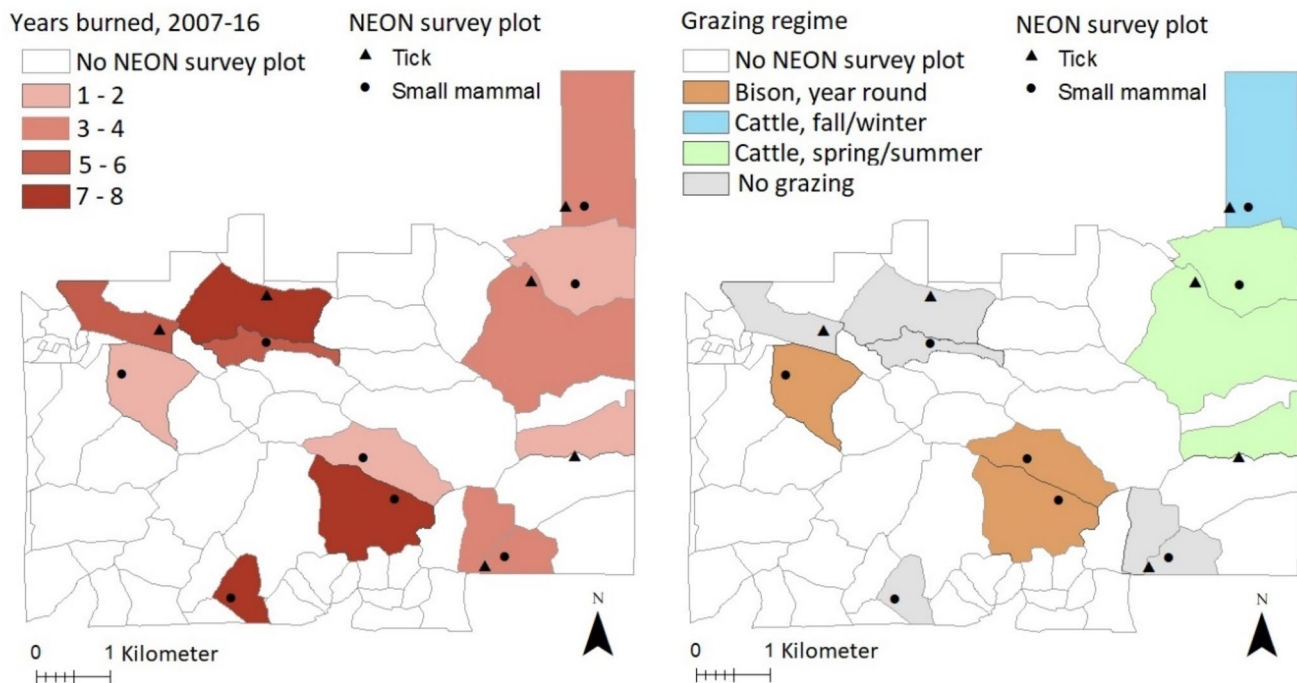 Years burned, 2007-16
No NEON survey plot
1 - 2
3 - 4
5 - 6
7 - 8
NEON survey plot
Tick
Small mammal
N
0 1 Kilometer
Grazing regime
No NEON survey plot
Bison, year round
Cattle, fall/winter
Cattle, spring/summer
No grazing
NEON survey plot
Tick
Small mammal
N
0 1 Kilometer